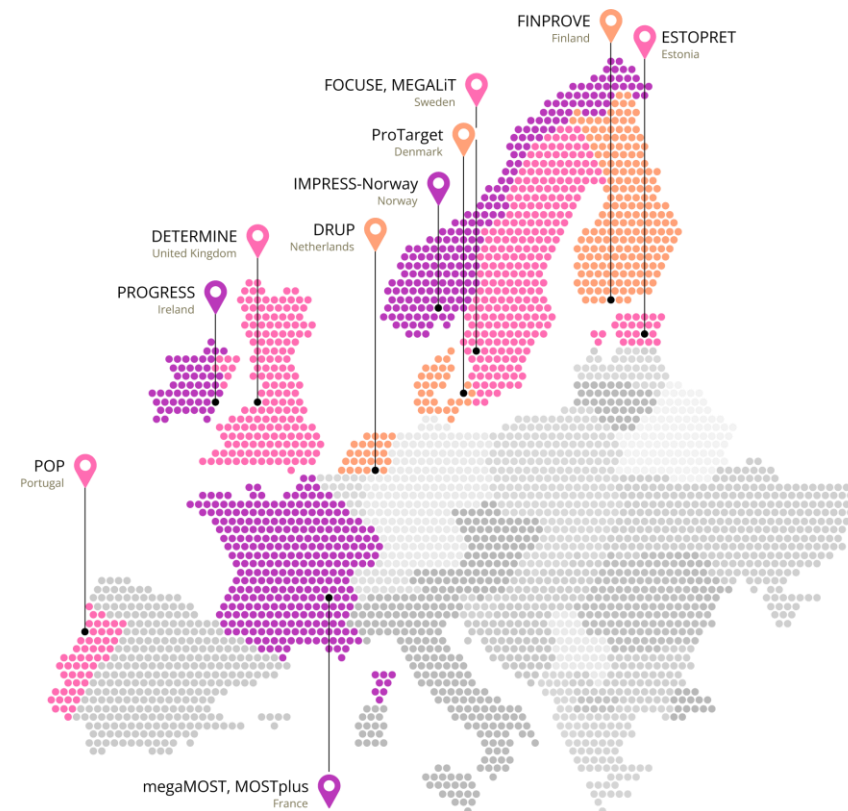 FINPROVE
Finland
ESTOPRET
Estonia
FOCUSE, MEGALiT
Sweden
ProTarget
Denmark
IMPRESS-Norway
Norway
DRUP
Netherlands
DETERMINE
United Kingdom
PROGRESS
Ireland
POP
Portugal
megaMOST, MOSTplus
France